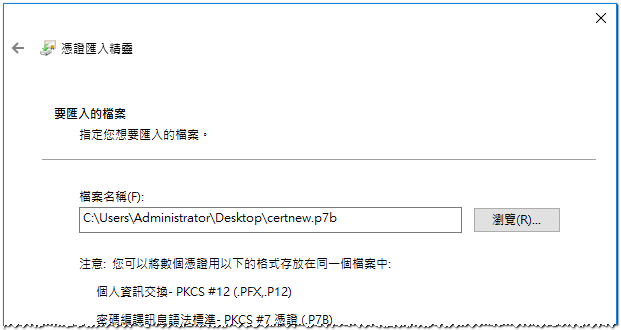 憑證匯入精靈
要匯入的檔案
指定您想要匯入的檔案。
檔案名稱(F):
C:\Users\Administrator\Desktop\certnew.p7b
瀏覽(R)...
注意: 您可以將數個憑證用以下的格式存放在同一個檔案中:
個人資訊交換- PKCS #12 (.PFX,.P12)
密碼編譯訊息語法標準- PKCS #7 憑證 (.P7B)